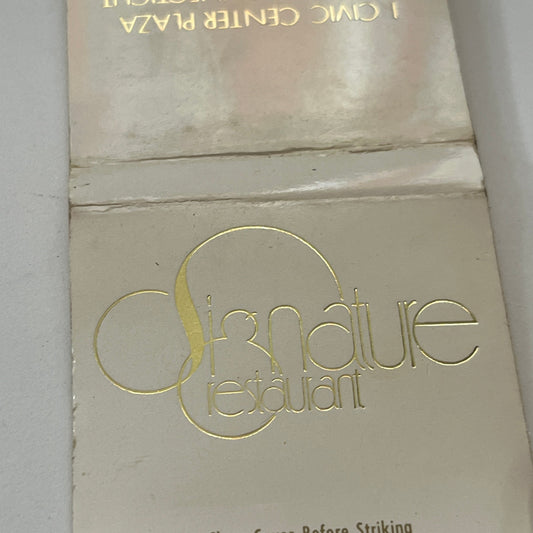 1 CIVIC CENTER PLAZA
Signature
restaurant
Cover Before Striking